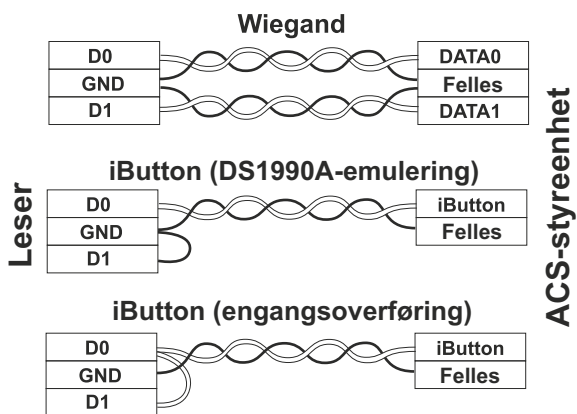 Wiegand
D0
GND
D1
DATA0
Felles
DATA1
iButton (DS1990A-emulering)
D0
GND
D1
iButton
Felles
iButton (engangsoverføring)
D0
GND
D1
iButton
Felles
Leser
ACS-styreenhet